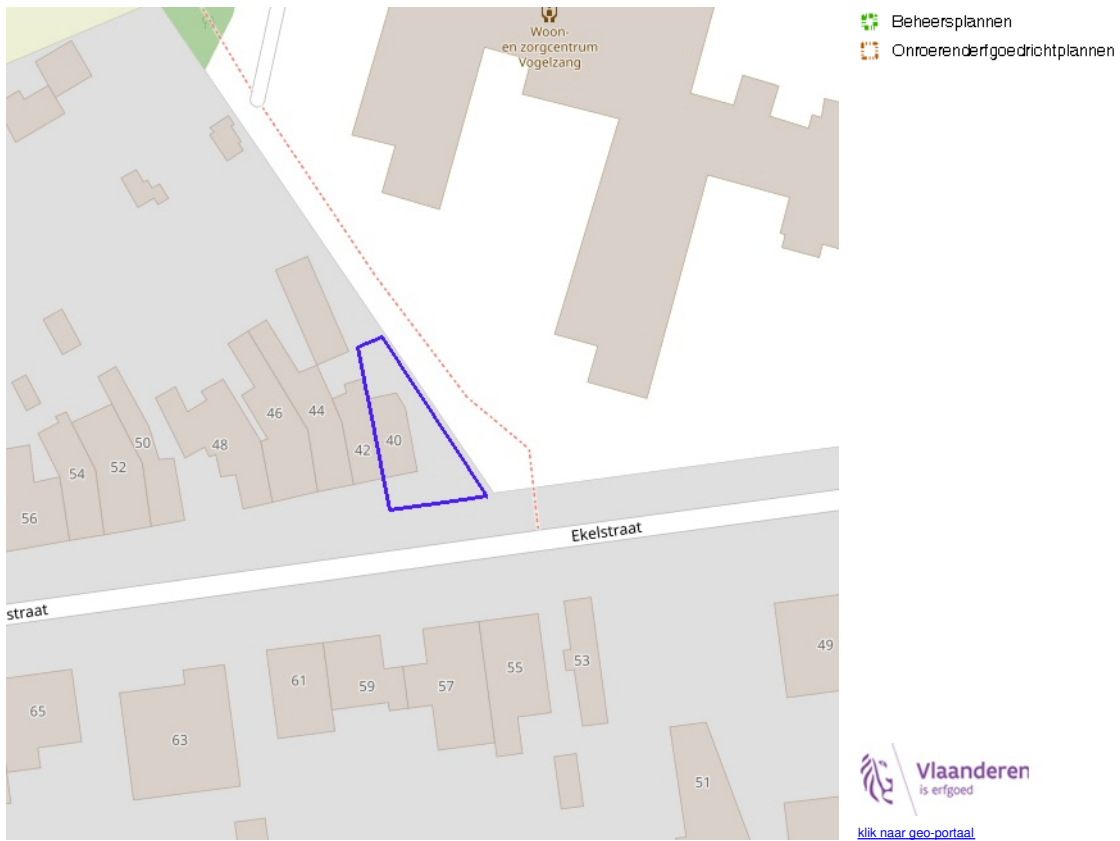 Woon-
en zorgcentrum
Vogelzang
Beheersplannen
Onroerenderfgoedrichtplannen
46
44
40
42
50
48
52
54
56
Ekelstraat
straat
49
53
55
61
59
57
65
63
51
Vlaanderen
is erfgoed
klik naar geo-portaal